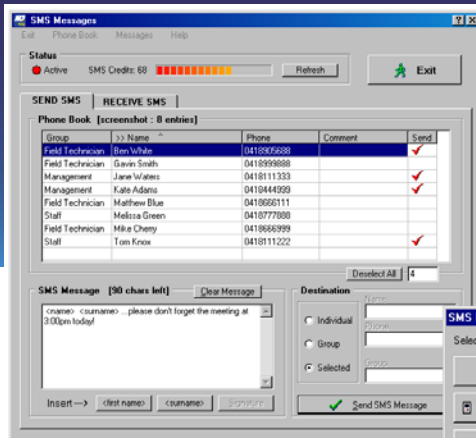 SMS Messages
Exit Phone Book Messages Help
Status
Active SMS Credits: 68 Refresh Exit
SEND SMS RECEIVE SMS
Phone Book [screenshot : 8 entries]
Group >> Name Phone Comment Send
Field Technician Ben White 0418905688
Field Technician Gavin Smith 0418999888
Management Jane Waters 0418111333
Management Kate Adams 0418444999
Field Technician Matthew Blue 0418666111
Staff Melissa Green 0418777888
Field Technician Mike Cherry 0418666999
Staff Tom Knox 0418111222
Deselect All 4
SMS Message [90 chars left] Clear Message
<name> <surname> ...please don't forget the meeting at
3:00pm today!
Insert --> <first name> <surname> Signature
Destination
Name:
Individual
Phone:
Group
Group:
Selected
Send SMS Message
SMS
Selec